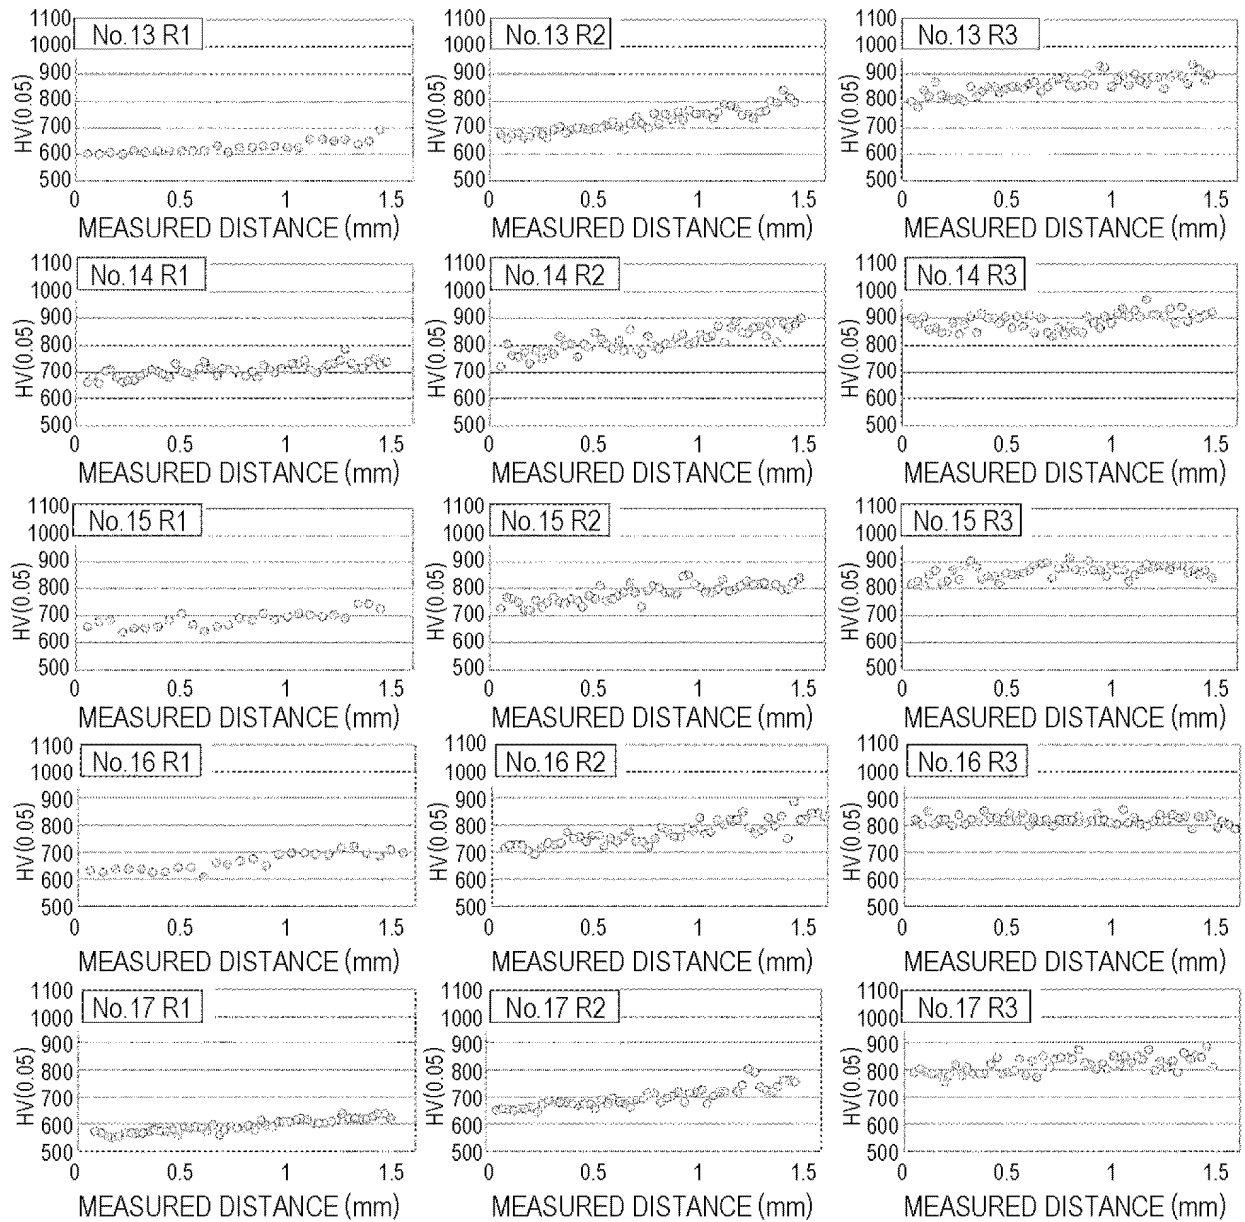 No.13 R1
1100
1000
900
800
700
600
500
HV(0.05)
0 0.5 1 1.5
MEASURED DISTANCE (mm)
No.13 R2
1100
1000
900
800
700
600
500
HV(0.05)
0 0.5 1 1.5
MEASURED DISTANCE (mm)
No.13 R3
1100
1000
900
800
700
600
500
HV(0.05)
0 0.5 1 1.5
MEASURED DISTANCE (mm)
No.14 R1
1100
1000
900
800
700
600
500
HV(0.05)
0 0.5 1 1.5
MEASURED DISTANCE (mm)
No.14 R2
1100
1000
900
800
700
600
500
HV(0.05)
0 0.5 1 1.5
MEASURED DISTANCE (mm)
No.14 R3
1100
1000
900
800
700
600
500
HV(0.05)
0 0.5 1 1.5
MEASURED DISTANCE (mm)
No.15 R1
1100
1000
900
800
700
600
500
HV(0.05)
0 0.5 1 1.5
MEASURED DISTANCE (mm)
No.15 R2
1100
1000
900
800
700
600
500
HV(0.05)
0 0.5 1 1.5
MEASURED DISTANCE (mm)
No.15 R3
1100
1000
900
800
700
600
500
HV(0.05)
0 0.5 1 1.5
MEASURED DISTANCE (mm)
No.16 R1
1100
1000
900
800
700
600
500
HV(0.05)
0 0.5 1 1.5
MEASURED DISTANCE (mm)
No.16 R2
1100
1000
900
800
700
600
500
HV(0.05)
0 0.5 1 1.5
MEASURED DISTANCE (mm)
No.16 R3
1100
1000
900
800
700
600
500
HV(0.05)
0 0.5 1 1.5
MEASURED DISTANCE (mm)
No.17 R1
1100
1000
900
800
700
600
500
HV(0.05)
0 0.5 1 1.5
MEASURED DISTANCE (mm)
No.17 R2
1100
1000
900
800
700
600
500
HV(0.05)
0 0.5 1 1.5
MEASURED DISTANCE (mm)
No.17 R3
1100
1000
900
800
700
600
500
HV(0.05)
0 0.5 1 1.5
MEASURED DISTANCE (mm)